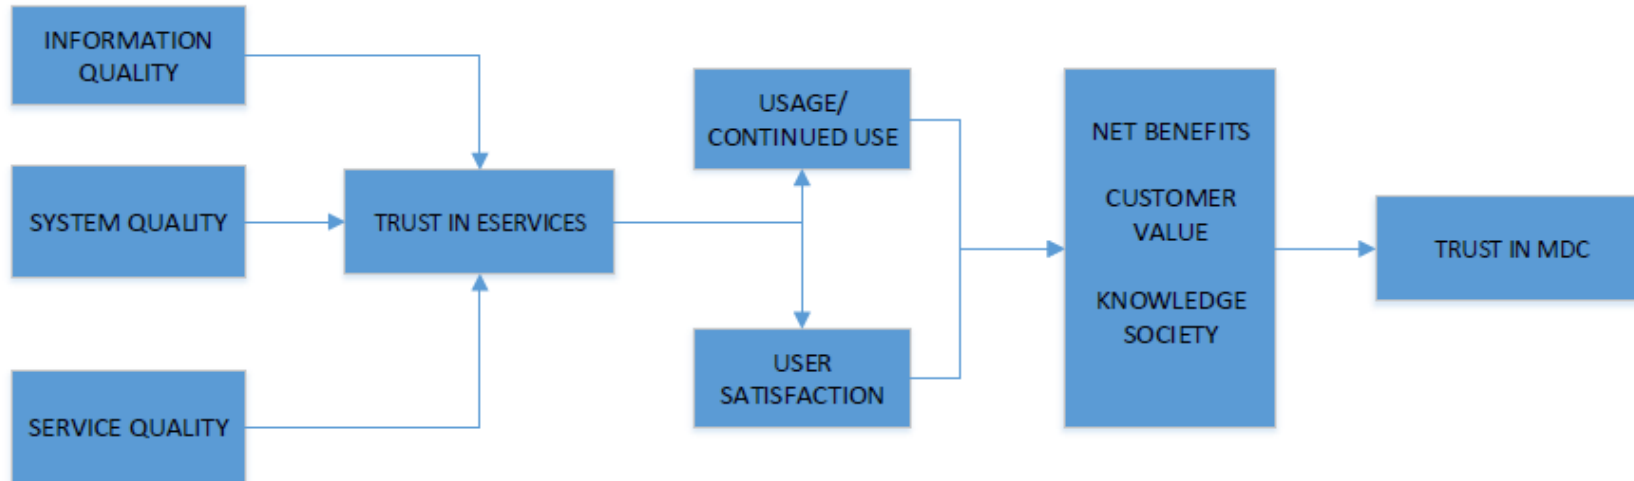 INFORMATION
QUALITY
SYSTEM QUALITY
SERVICE QUALITY
TRUST IN ESERVICES
USAGE/
CONTINUED USE
USER
SATISFACTION
NET BENEFITS
CUSTOMER
VALUE
KNOWLEDGE
SOCIETY
TRUST IN MDC